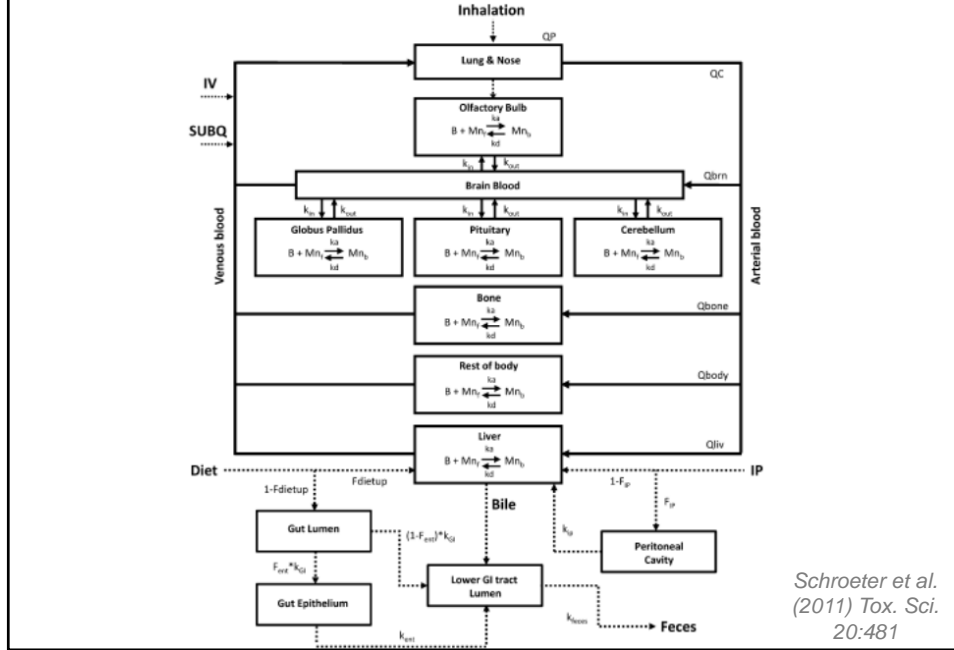 Inhalation
QP
Lung & Nose
QC
IV
SUBQ
Olfactory Bulb
ka
B + Mnf Mnb
kd
kin kout
Qbrn
Brain Blood
kin kout
kin kout
kin kout
Globus Pallidus
ka
B + Mnf Mnb
kd
Pituitary
ka
B + Mnf Mnb
kd
Cerebellum
ka
B + Mnf Mnb
kd
Venous blood
Arterial blood
Bone
ka
B + Mnf Mnb
kd
Qbone
Rest of body
ka
B + Mnf Mnb
kd
Qbody
Liver
ka
B + Mnf Mnb
kd
Qliv
Diet
Fdietup
1-Fdietup
IP
1-FIP
FIP
Bile
kip
Gut Lumen
(1-Fent)*kGI
Peritoneal
Cavity
Fent*kGI
Lower GI tract
Lumen
Gut Epithelium
kent
kfeces
Feces
Schroeter et al.
(2011) Tox. Sci.
20:481